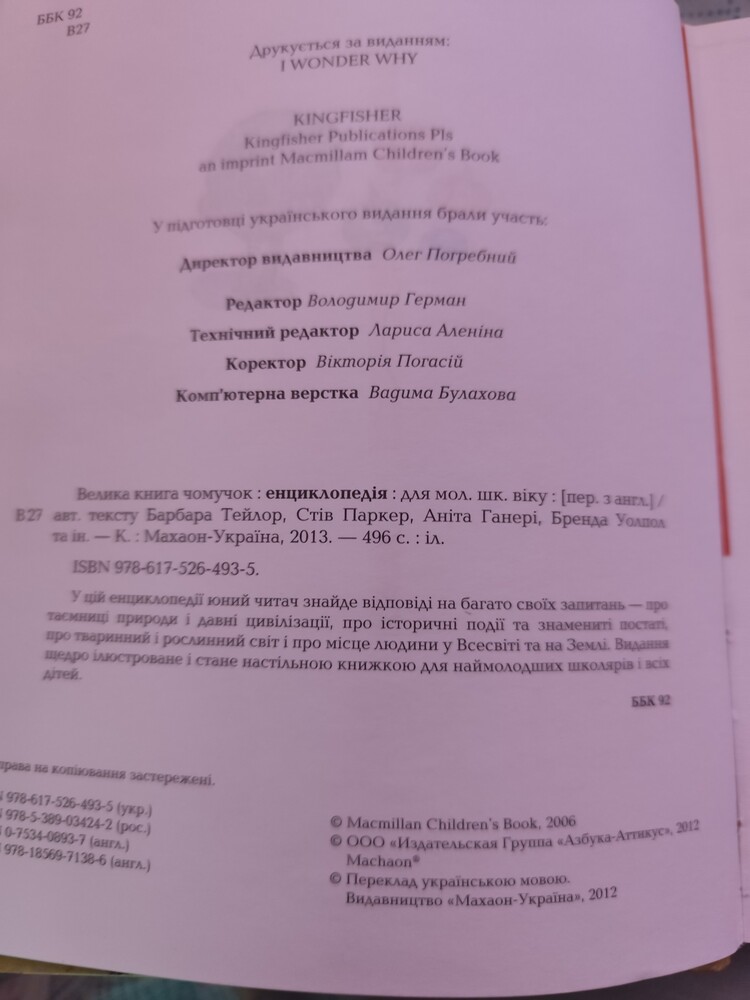 ББК 92
В27
Друкується за виданням:
I WONDER WHY
KINGFISHER
Kingfisher Publications Pls
an imprint Macmillam Children's Book
У підготовці українського видання брали участь:
Директор видавництва Олег Погребний
Редактор Володимир Герман
Технічний редактор Лариса Аленіна
Коректор Вікторія Погасій
Комп'ютерна верстка Вадима Булахова
Велика книга чомучок : енциклопедія : для мол. шк. віку : [пер. з англ.] /
В27 авт. тексту Барбара Тейлор, Стів Паркер, Аніта Ганері, Бренда Уолпол
та ін. — К. : Махаон-Україна, 2013. — 496 с. : іл.
ISBN 978-617-526-493-5.
У цій енциклопедії юний читач знайде відповіді на багато своїх запитань — про
таємниці природи і давні цивілізації, про історичні події та знамениті постаті,
про тваринний і рослинний світ і про місце людини у Всесвіті та на Землі. Видання
щедро ілюстроване і стане настільною книжкою для наймолодших школярів і всіх
дітей.
ББК 92
права на копіювання застережені.
N 978-617-526-493-5 (укр.)
N 978-5-389-03424-2 (рос.)
N 0-7534-0893-7 (англ.)
N 978-18569-7138-6 (англ.)
© Macmillan Children's Book, 2006
© ООО «Издательская Группа «Азбука-Аттикус», 2012
Machaon®
© Переклад українською мовою.
Видавництво «Махаон-Україна», 2012